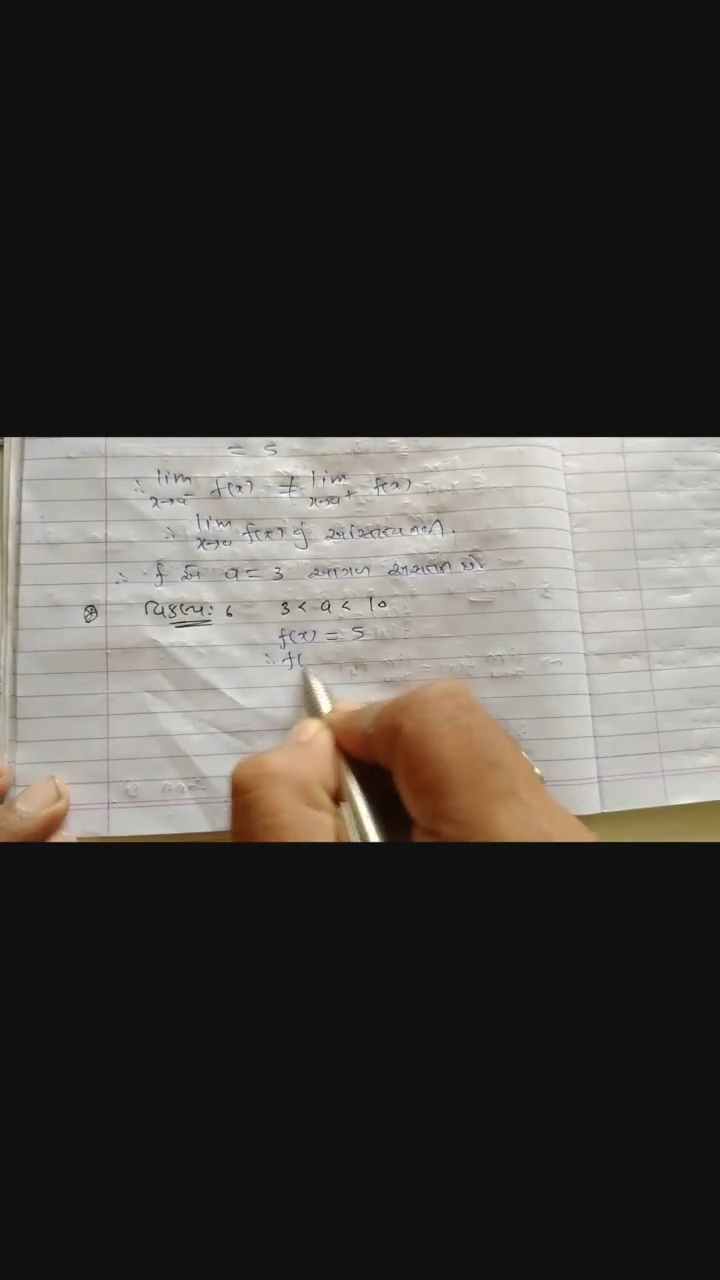 = 5
∴ lim x→a⁻ f(x) ≠ lim x→a⁺ f(x)
∴ lim x→a f(x) નું અસ્તિત્વ નથી.
∴ f એ a = 3 આગળ અસતત છે.
⊛ વિકલ્પ: 6 3 < a < 10
f(x) = 5
∴ f(